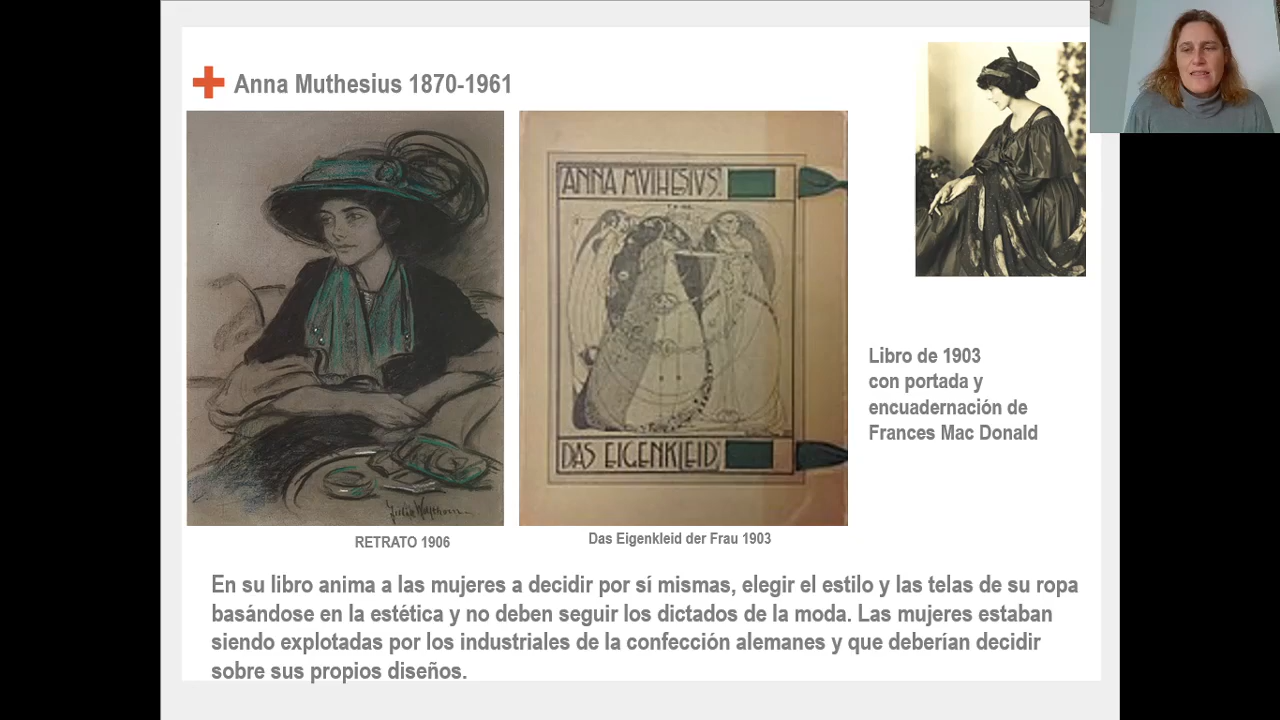 Anna Muthesius 1870-1961
ANNA MVTHESIVS
DAS EIGENKLEID
Libro de 1903
con portada y
encuadernación de
Frances Mac Donald
RETRATO 1906
Das Eigenkleid der Frau 1903
En su libro anima a las mujeres a decidir por sí mismas, elegir el estilo y las telas de su ropa
basándose en la estética y no deben seguir los dictados de la moda. Las mujeres estaban
siendo explotadas por los industriales de la confección alemanes y que deberían decidir
sobre sus propios diseños.